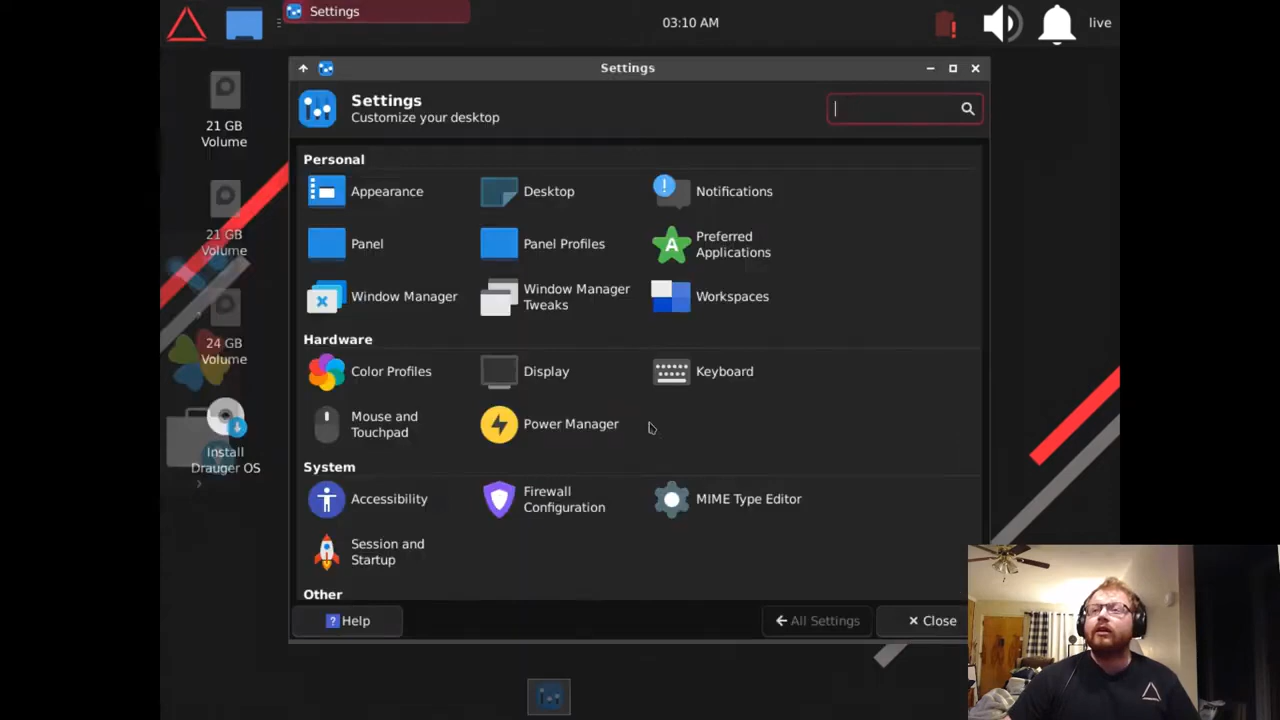 Settings
03:10 AM
live
Settings
Settings
Customize your desktop
21 GB
Volume
21 GB
Volume
24 GB
Volume
Install
Drauger OS
Personal
Appearance
Desktop
Notifications
Panel
Panel Profiles
Preferred
Applications
Window Manager
Window Manager
Tweaks
Workspaces
Hardware
Color Profiles
Display
Keyboard
Mouse and
Touchpad
Power Manager
System
Accessibility
Firewall
Configuration
MIME Type Editor
Session and
Startup
Other
Help
All Settings
Close